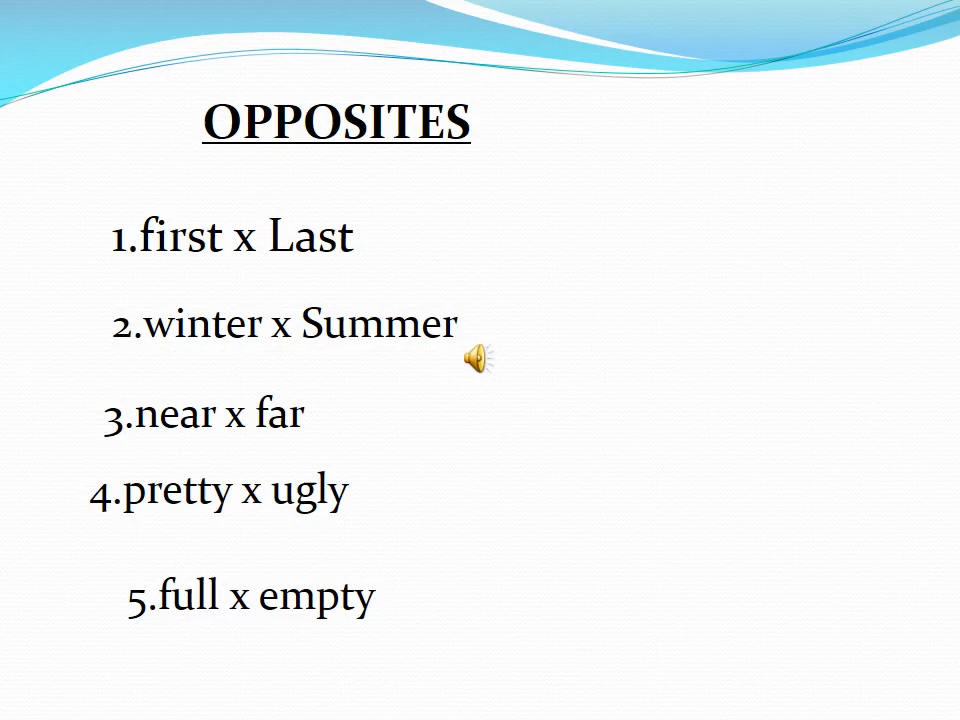 OPPOSITES
1.first x Last
2.winter x Summer
3.near x far
4.pretty x ugly
5.full x empty